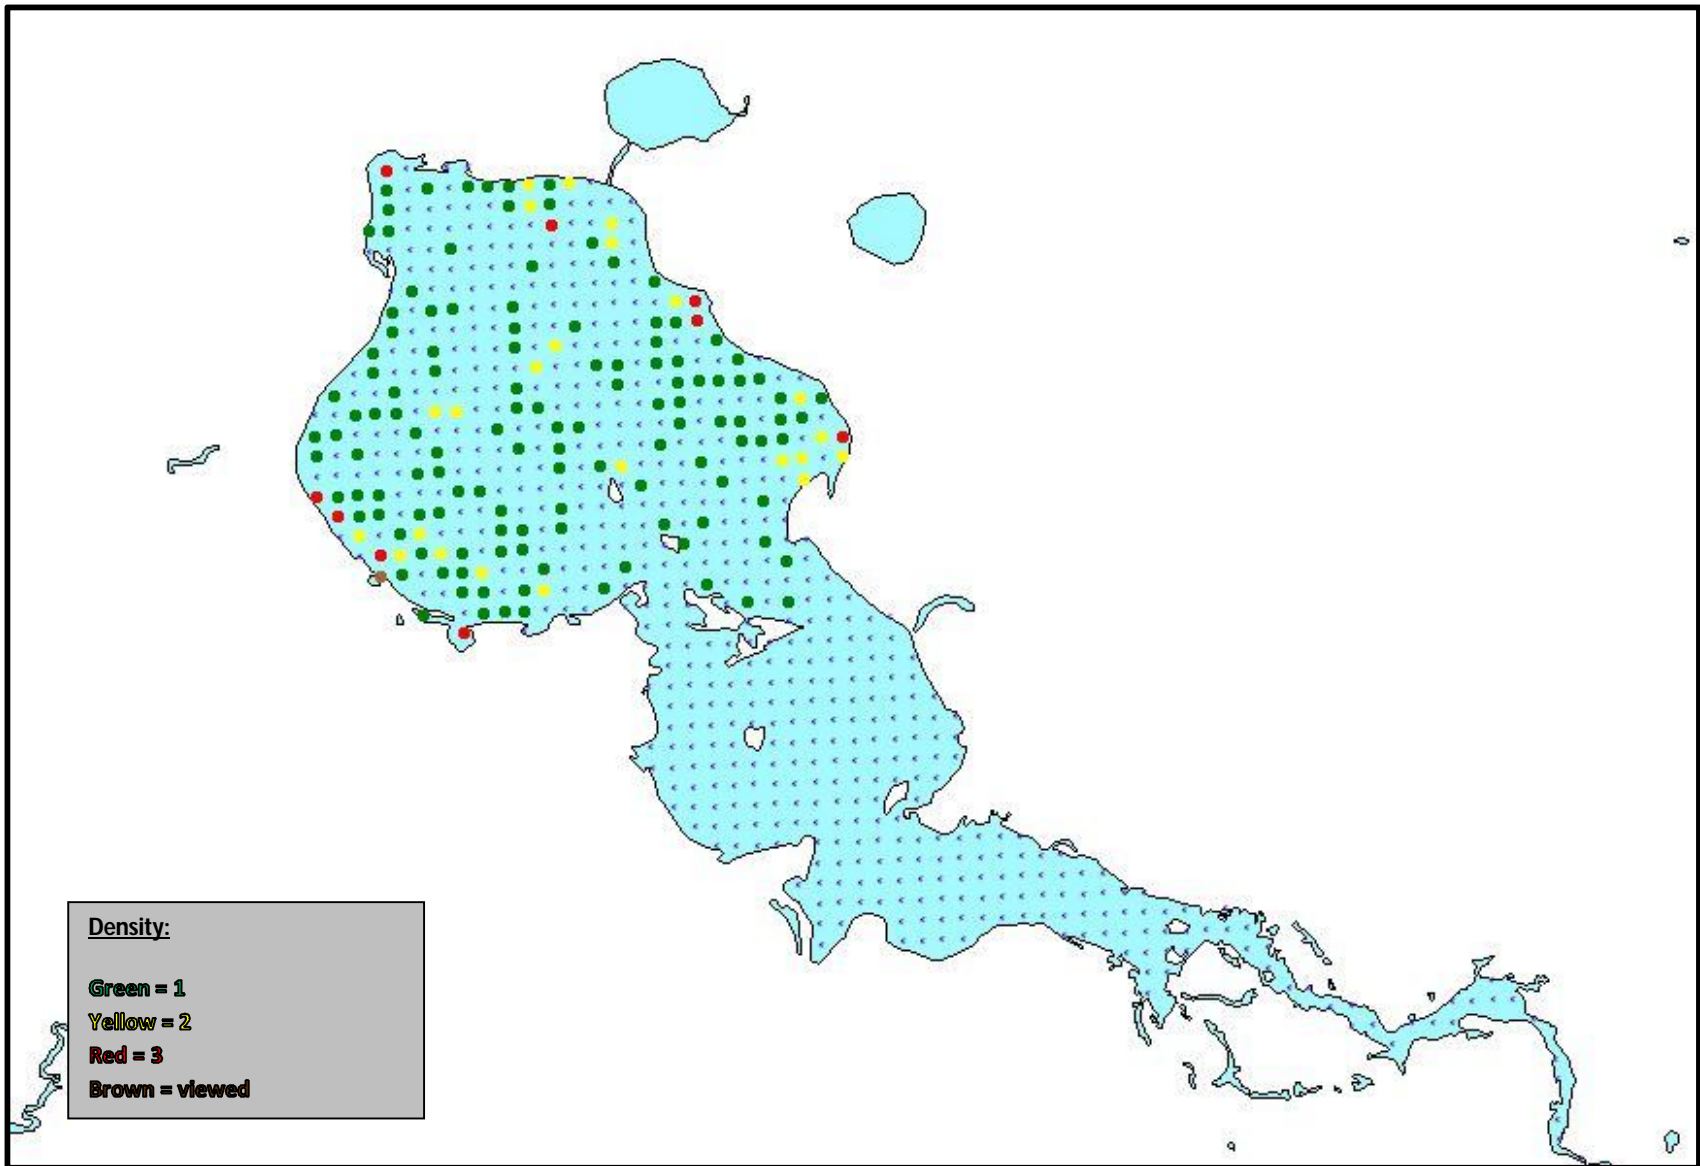 Density:
Green = 1
Yellow = 2
Red = 3
Brown = viewed